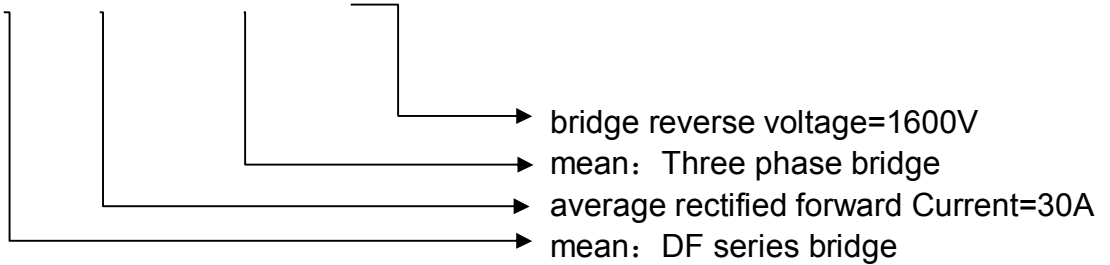 bridge reverse voltage=1600V
mean：Three phase bridge
average rectified forward Current=30A
mean：DF series bridge